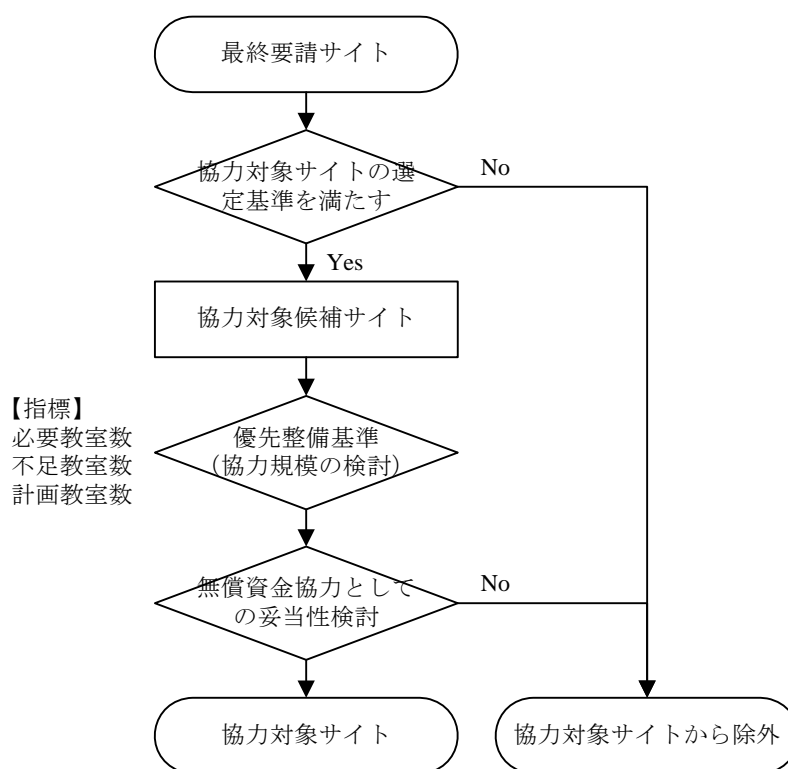 最終要請サイト
協力対象サイトの選
定基準を満たす
No
Yes
協力対象候補サイト
【指標】
必要教室数
不足教室数
計画教室数
優先整備基準
（協力規模の検討）
無償資金協力として
の妥当性検討
No
協力対象サイト
協力対象サイトから除外